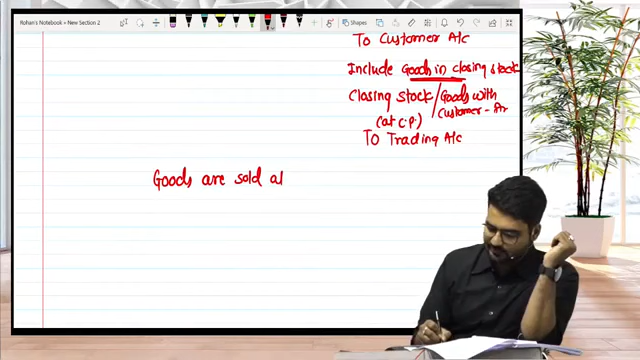 Rohan's Notebook - New Section 2
Shapes
To Customer A/c
Include Goods in closing stock
Closing stock / Goods with
(at C.P.) Customer - Dr
To Trading A/c
Goods are sold at